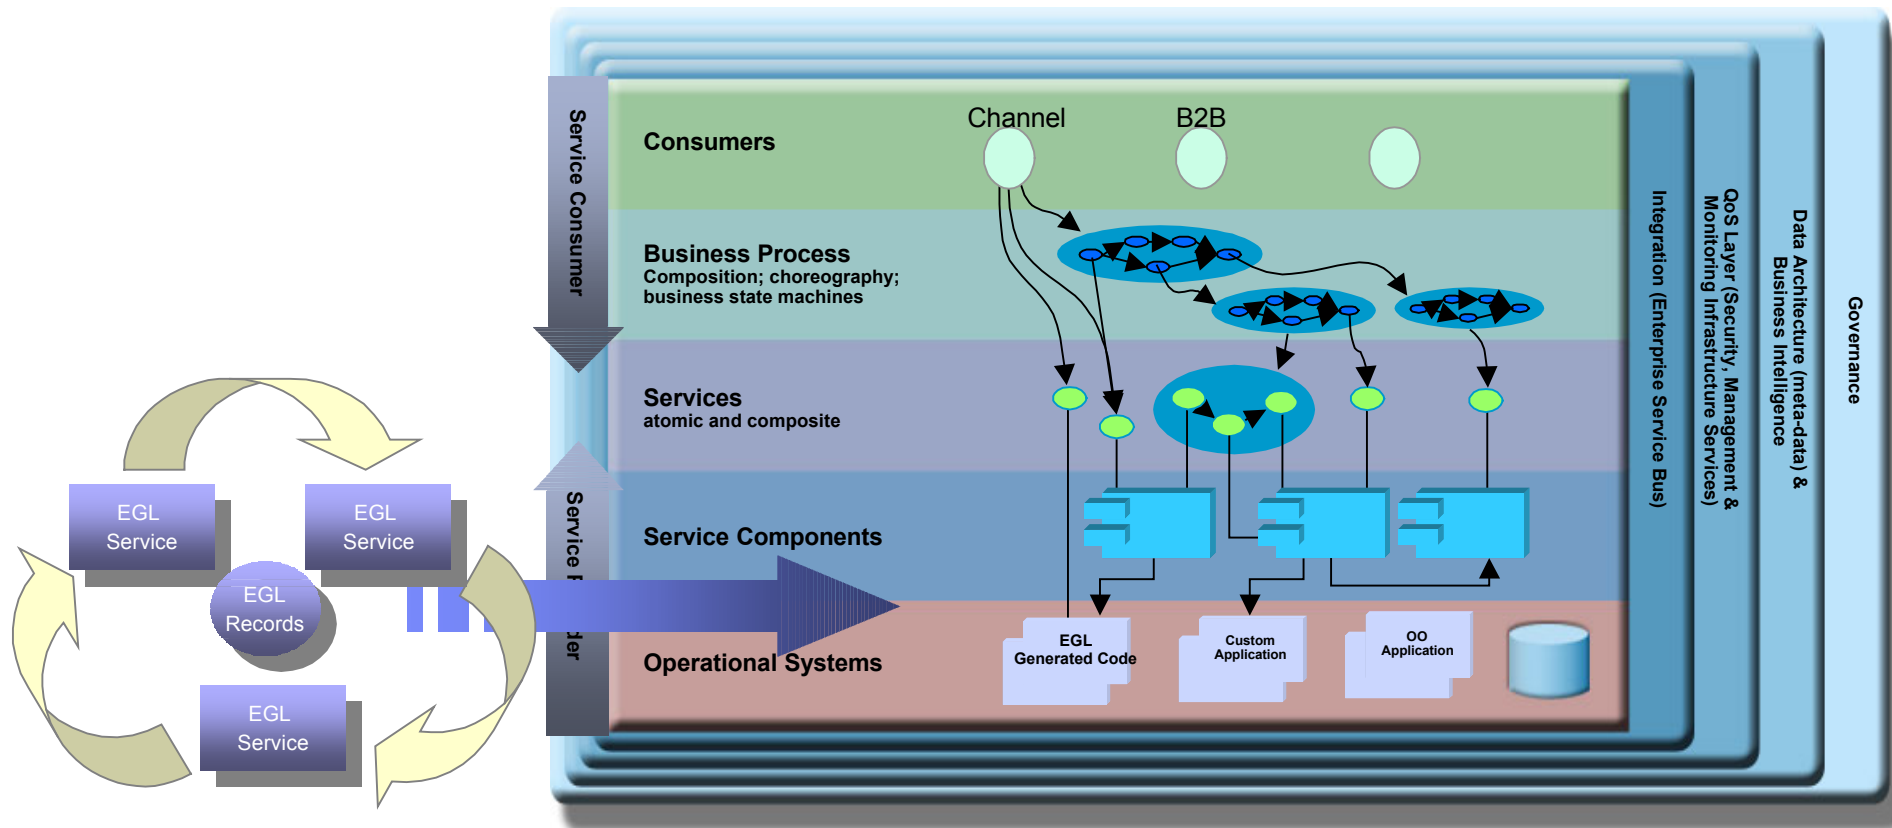 Channel
B2B
Consumers
Business Process
Composition; choreography;
business state machines
Services
atomic and composite
Service Components
Operational Systems
EGL
Generated Code
Custom
Application
OO
Application
Service Consumer
Service
der
EGL
Service
EGL
Service
EGL
Records
EGL
Service
Integration (Enterprise Service Bus)
QoS Layer (Security, Management &
Monitoring Infrastructure Services)
Data Architecture (meta-data) &
Business Intelligence
Governance